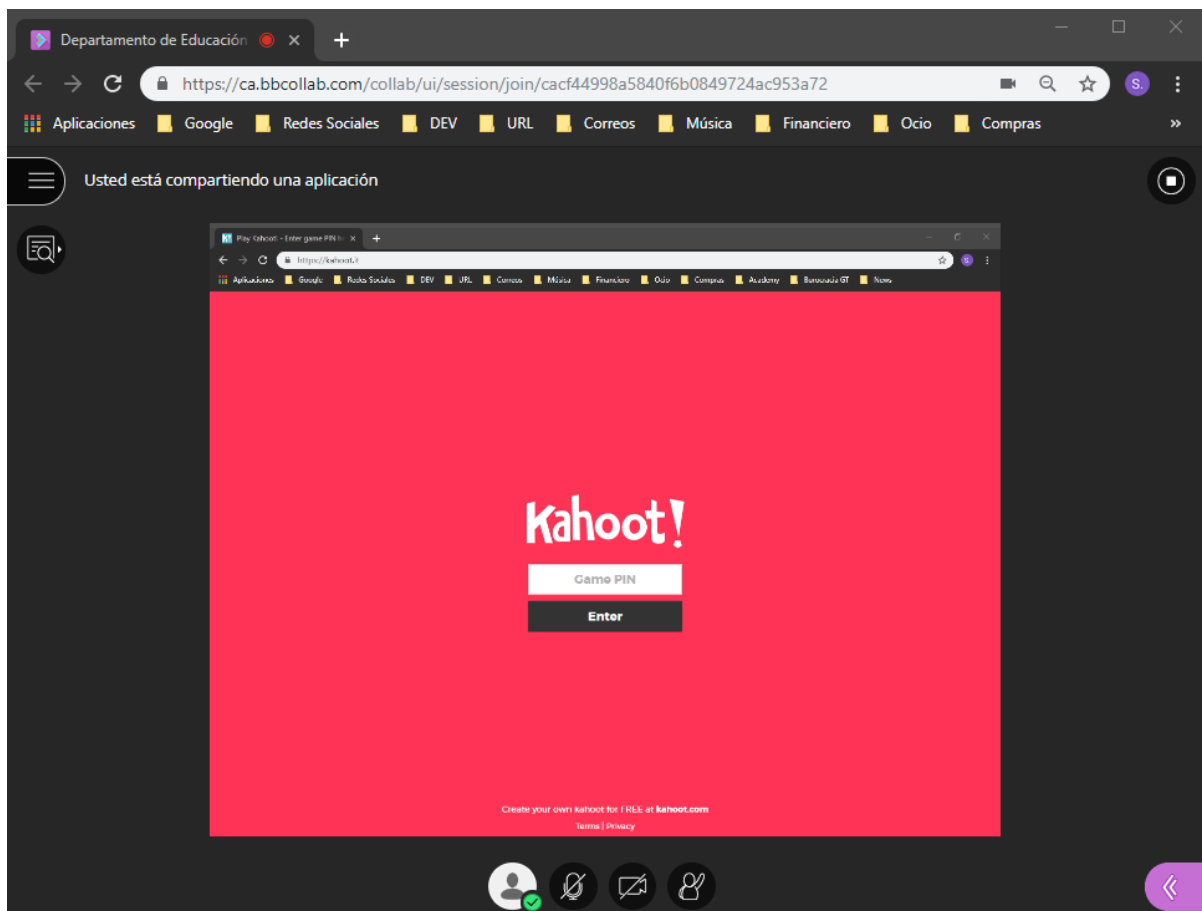 Departamento de Educación
https://ca.bbcollab.com/collab/ui/session/join/cacf44998a5840f6b0849724ac953a72
S.
Aplicaciones Google Redes Sociales DEV URL Correos Música Financiero Ocio Compras »
Usted está compartiendo una aplicación
Play Kahoot! - Enter game PIN
https://kahoot.it
S.
Aplicaciones Google Redes Sociales DEV URL Correos Música Financiero Ocio Compras Academy Burocracia GT News
Kahoot!
Game PIN
Enter
Create your own kahoot for FREE at kahoot.com
Terms | Privacy